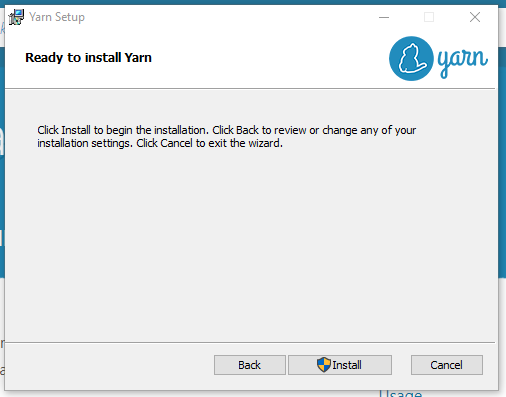 Yarn Setup
Ready to install Yarn
yarn
Click Install to begin the installation. Click Back to review or change any of your
installation settings. Click Cancel to exit the wizard.
Back
Install
Cancel
Usage